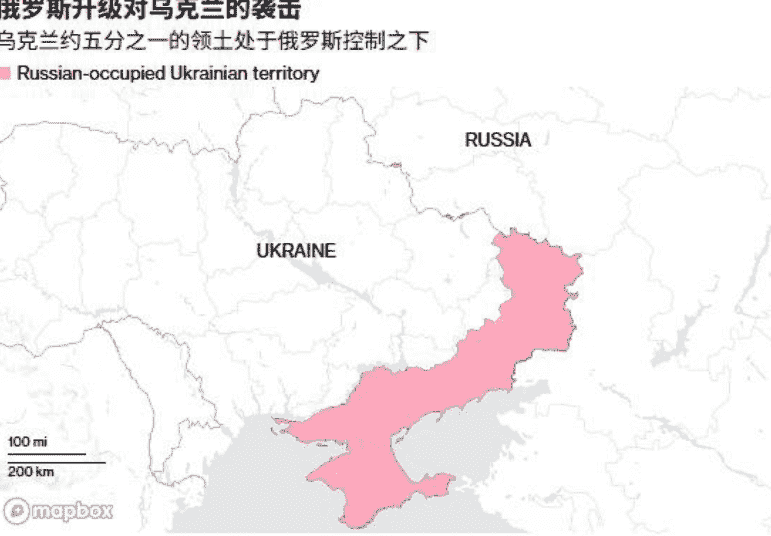 俄罗斯升级对乌克兰的袭击
乌克兰约五分之一的领土处于俄罗斯控制之下
Russian-occupied Ukrainian territory
RUSSIA
UKRAINE
100 mi
200 km
mapbox